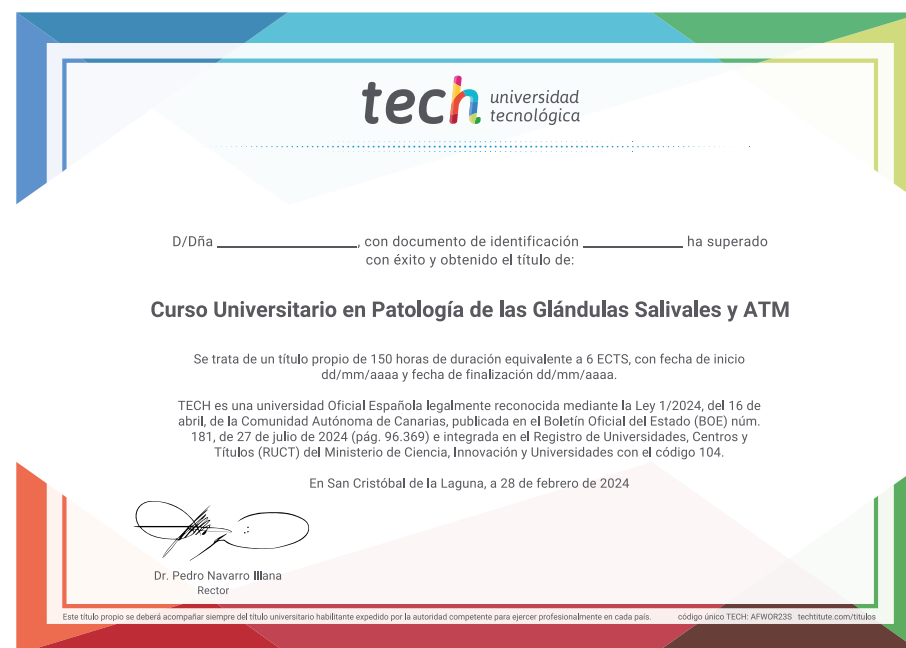 tech universidad
tecnológica
D/Dña ____________________, con documento de identificación ______________ ha superado
con éxito y obtenido el título de:
Curso Universitario en Patología de las Glándulas Salivales y ATM
Se trata de un título propio de 150 horas de duración equivalente a 6 ECTS, con fecha de inicio
dd/mm/aaaa y fecha de finalización dd/mm/aaaa.
TECH es una universidad Oficial Española legalmente reconocida mediante la Ley 1/2024, del 16 de
abril, de la Comunidad Autónoma de Canarias, publicada en el Boletín Oficial del Estado (BOE) núm.
181, de 27 de julio de 2024 (pág. 96.369) e integrada en el Registro de Universidades, Centros y
Títulos (RUCT) del Ministerio de Ciencia, Innovación y Universidades con el código 104.
En San Cristóbal de la Laguna, a 28 de febrero de 2024
Dr. Pedro Navarro Illana
Rector
Este título propio se deberá acompañar siempre del título universitario habilitante expedido por la autoridad competente para ejercer profesionalmente en cada país. código único TECH: AFWOR23S techtitute.com/titulos